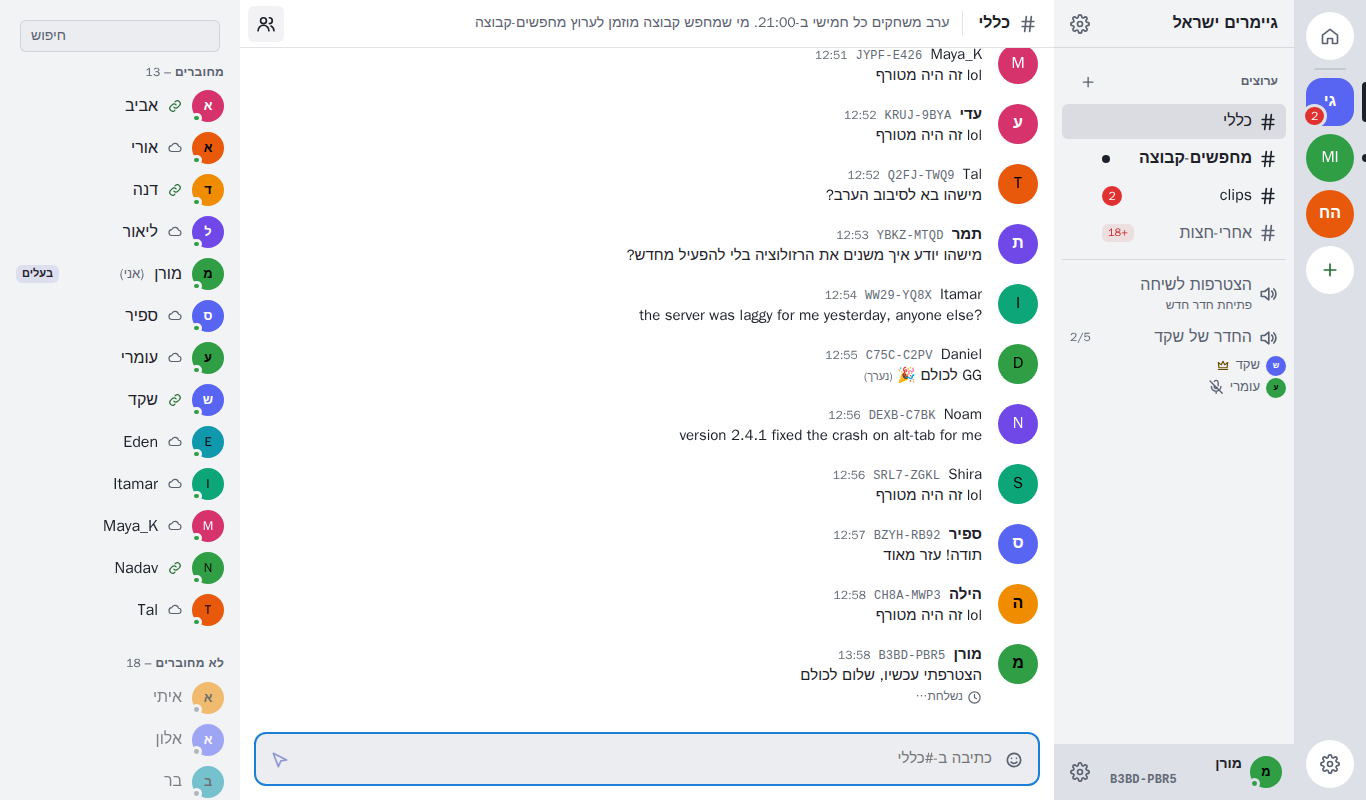 גי
2
MI
הח
גיימרים ישראל
ערוצים
כללי
מחפשים-קבוצה
clips
2
אחרי-חצות
18+
הצטרפות לשיחה
פתיחת חדר חדש
החדר של שקד
2/5
ש
שקד
ע
עומרי
מ
מורן
B3BD-PBR5
כללי
ערב משחקים כל חמישי ב-21:00. מי שמחפש קבוצה מוזמן לערוץ מחפשים-קבוצה
M
Maya_K JYPF-E426 12:51
lol זה היה מטורף
ע
עדי KRUJ-9BYA 12:52
lol זה היה מטורף
T
Tal Q2FJ-TWQ9 12:52
מישהו בא לסיבוב הערב?
ת
תמר YBKZ-MTQD 12:53
מישהו יודע איך משנים את הרזולוציה בלי להפעיל מחדש?
I
Itamar WW29-YQ8X 12:54
the server was laggy for me yesterday, anyone else?
D
Daniel C75C-C2PV 12:55
GG לכולם 🎉 (נערך)
N
Noam DEXB-C7BK 12:56
version 2.4.1 fixed the crash on alt-tab for me
S
Shira SRL7-ZGKL 12:56
lol זה היה מטורף
ס
ספיר BZYH-RB92 12:57
תודה! עזר מאוד
ה
הילה CH8A-MWP3 12:58
lol זה היה מטורף
מ
מורן B3BD-PBR5 13:58
הצטרפתי עכשיו, שלום לכולם
נשלחת…
כתיבה ב-#כללי
חיפוש
מחוברים – 13
א
אביב
א
אורי
ד
דנה
ל
ליאור
מ
מורן (אני)
בעלים
ס
ספיר
ע
עומרי
ש
שקד
E
Eden
I
Itamar
M
Maya_K
N
Nadav
T
Tal
לא מחוברים – 18
א
איתי
א
אלון
ב
בר